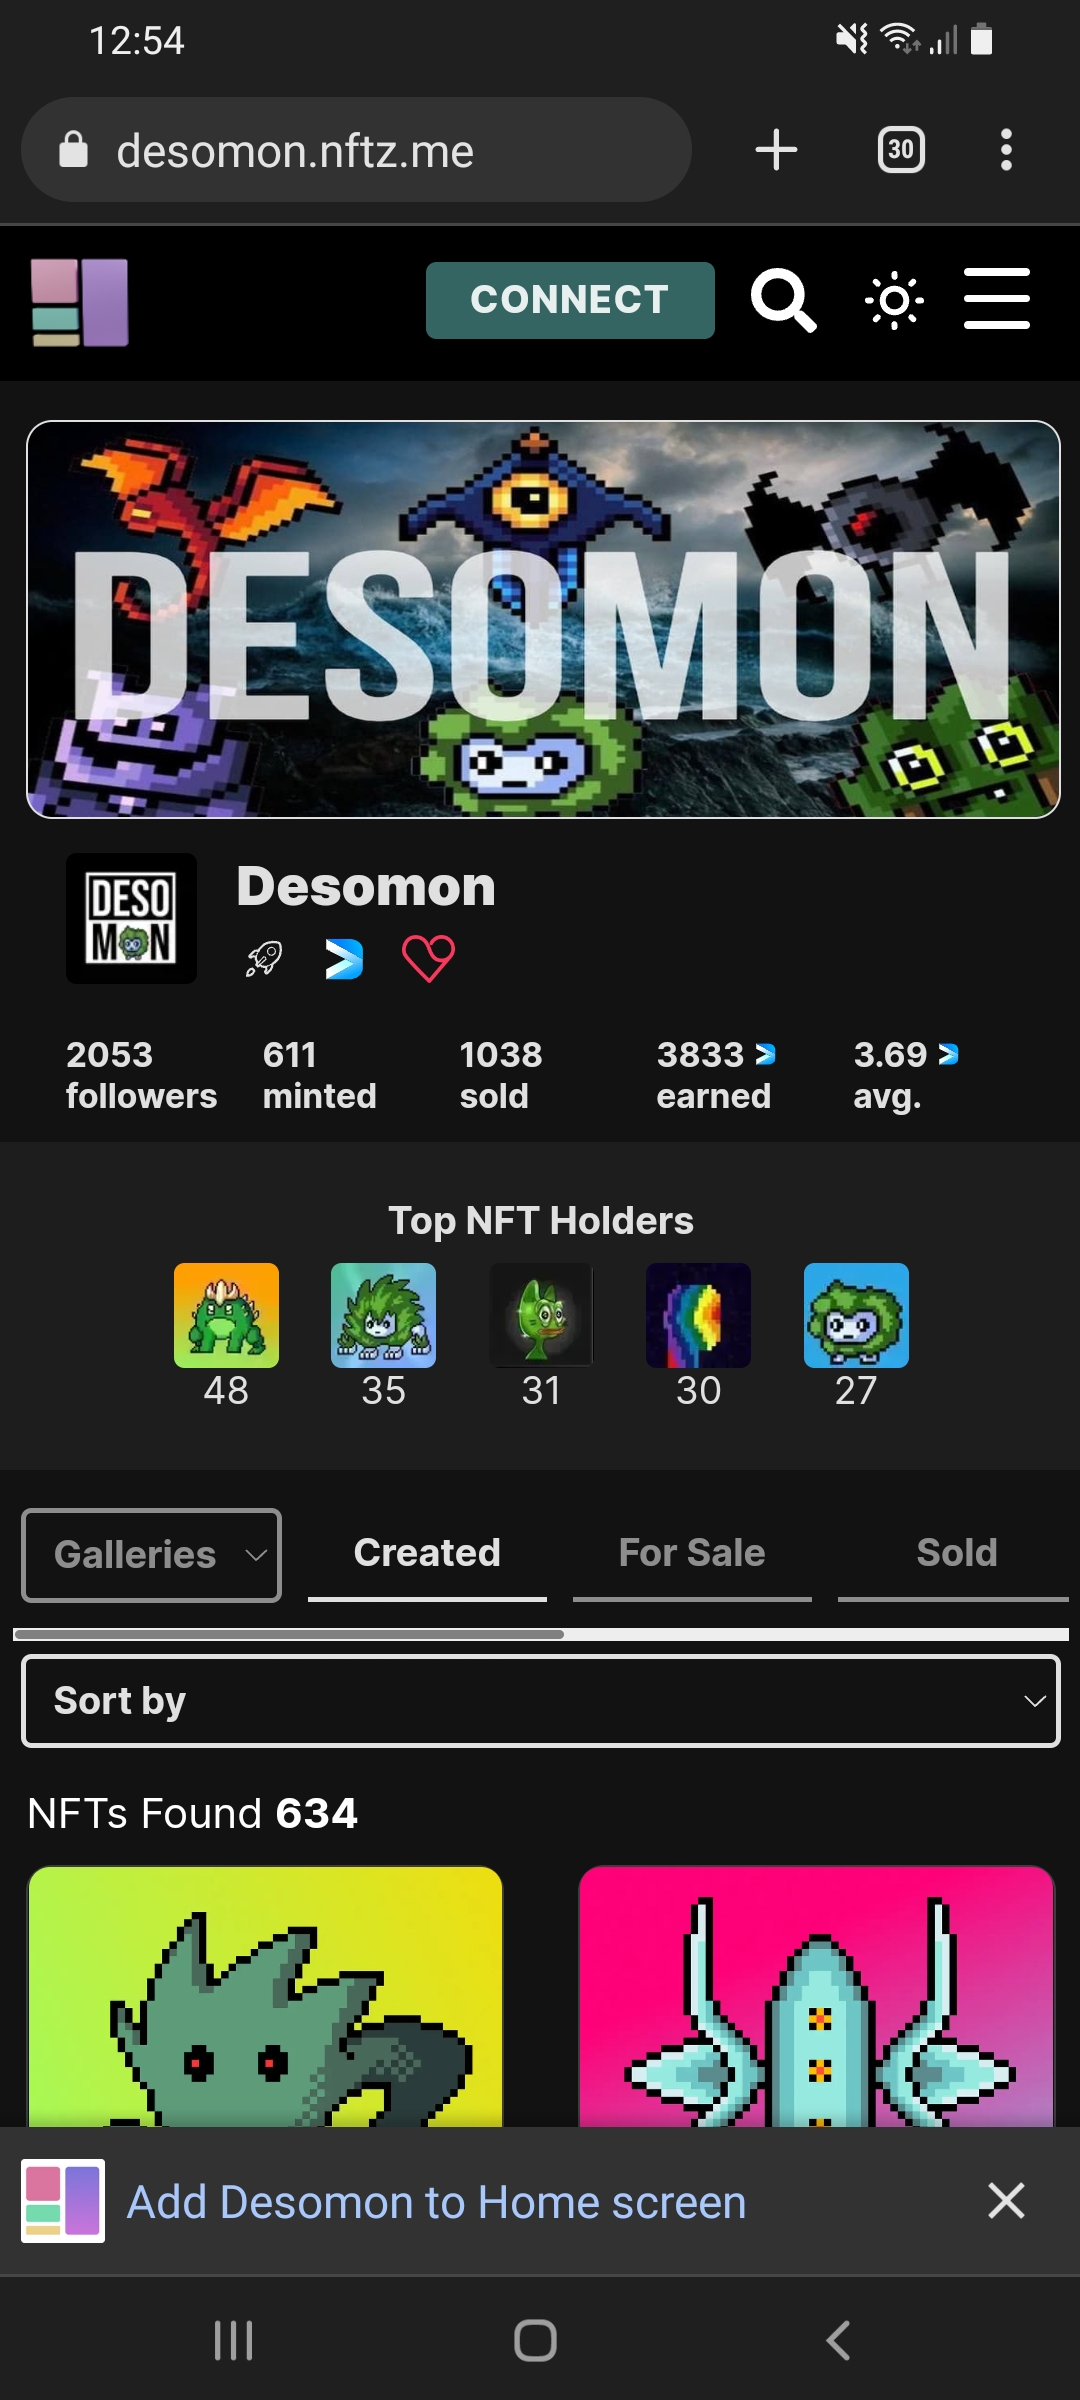 12:54
desomon.nftz.me
30
CONNECT
DESOMON
DESO
MON
Desomon
2053 611 1038 3833 3.69
followers minted sold earned avg.
Top NFT Holders
48 35 31 30 27
Galleries Created For Sale Sold
Sort by
NFTs Found 634
Add Desomon to Home screen